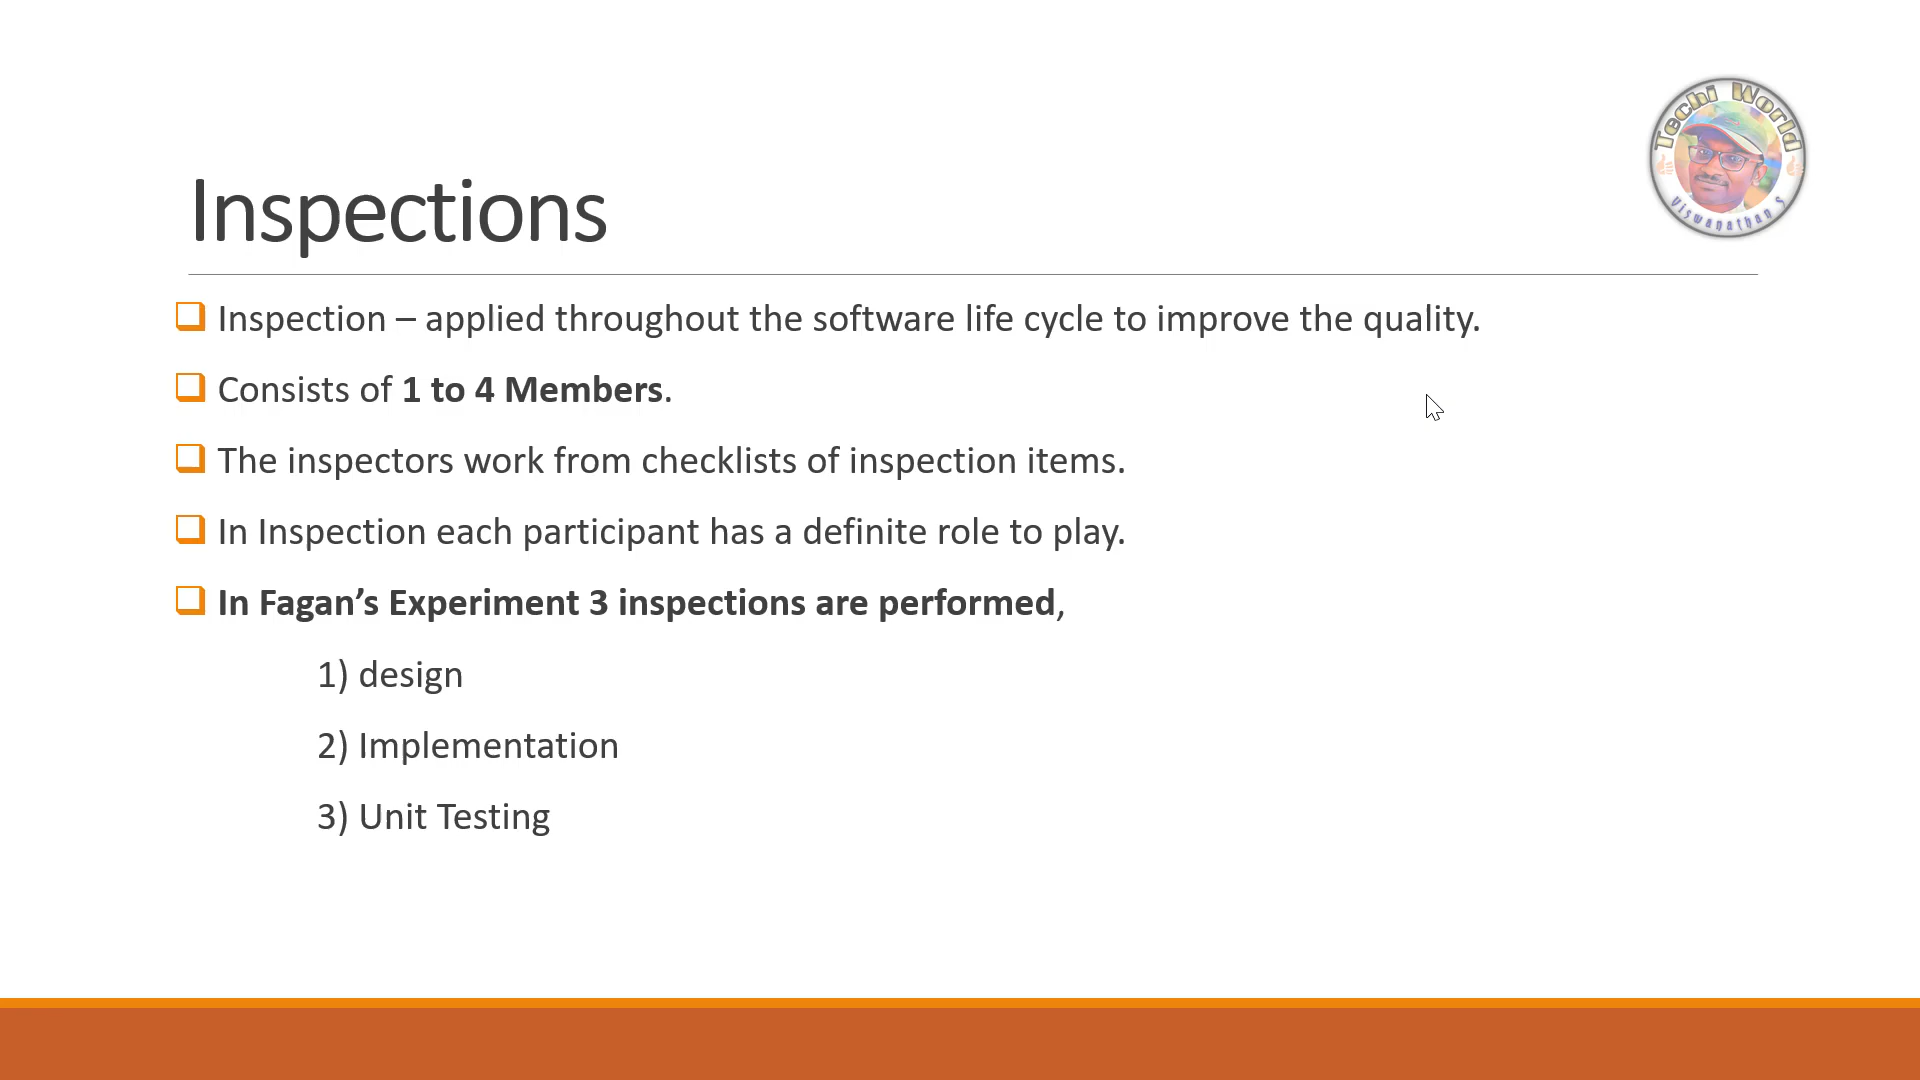 Techi World
Viswanathan S
Inspections
Inspection – applied throughout the software life cycle to improve the quality.
Consists of 1 to 4 Members.
The inspectors work from checklists of inspection items.
In Inspection each participant has a definite role to play.
In Fagan’s Experiment 3 inspections are performed,
1) design
2) Implementation
3) Unit Testing